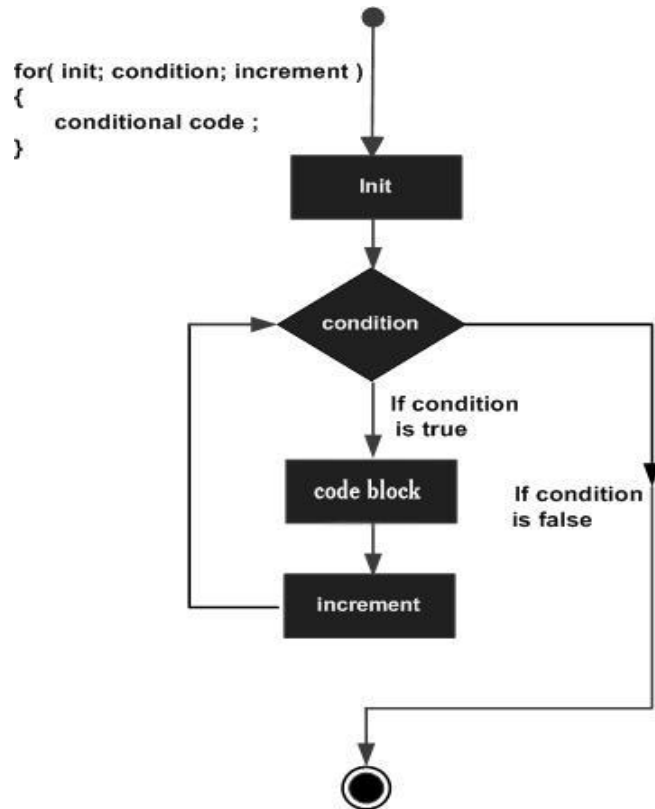 for( init; condition; increment )
{
conditional code ;
}
Init
condition
If condition
is true
code block
If condition
is false
increment